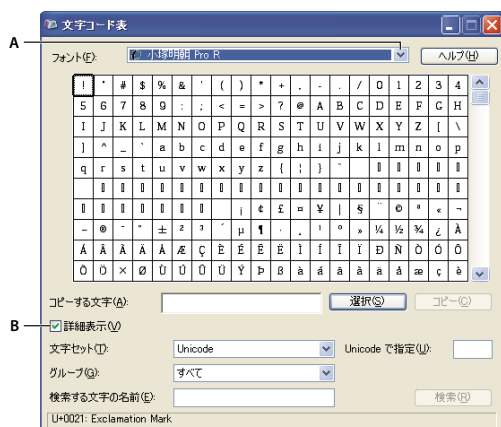 文字コード表
A
フォント(F): 小塚明朝 Pro R ヘルプ(H)
! " # $ % & ' ( ) * + , - . / 0 1 2 3 4
5 6 7 8 9 : ; < = > ? @ A B C D E F G H
I J K L M N O P Q R S T U V W X Y Z [ \
] ^ _ ` a b c d e f g h i j k l m n o p
q r s t u v w x y z { | } ~
¡ ¢ £ ¤ ¥ ¦ § ¨ © ª « ¬
- ® ¯ ° ± ² ³ ´ µ ¶ · ¸ ¹ º » ¼ ½ ¾ ¿ À
Á Â Ã Ä Å Æ Ç È É Ê Ë Ì Í Î Ï Ð Ñ Ò Ó Ô
Õ Ö × Ø Ù Ú Û Ü Ý Þ ß à á â ã ä å æ ç è
コピーする文字(A): 選択(S) コピー(C)
B 詳細表示(V)
文字セット(T): Unicode Unicode で指定(U):
グループ(G): すべて
検索する文字の名前(E): 検索(R)
U+0021: Exclamation Mark